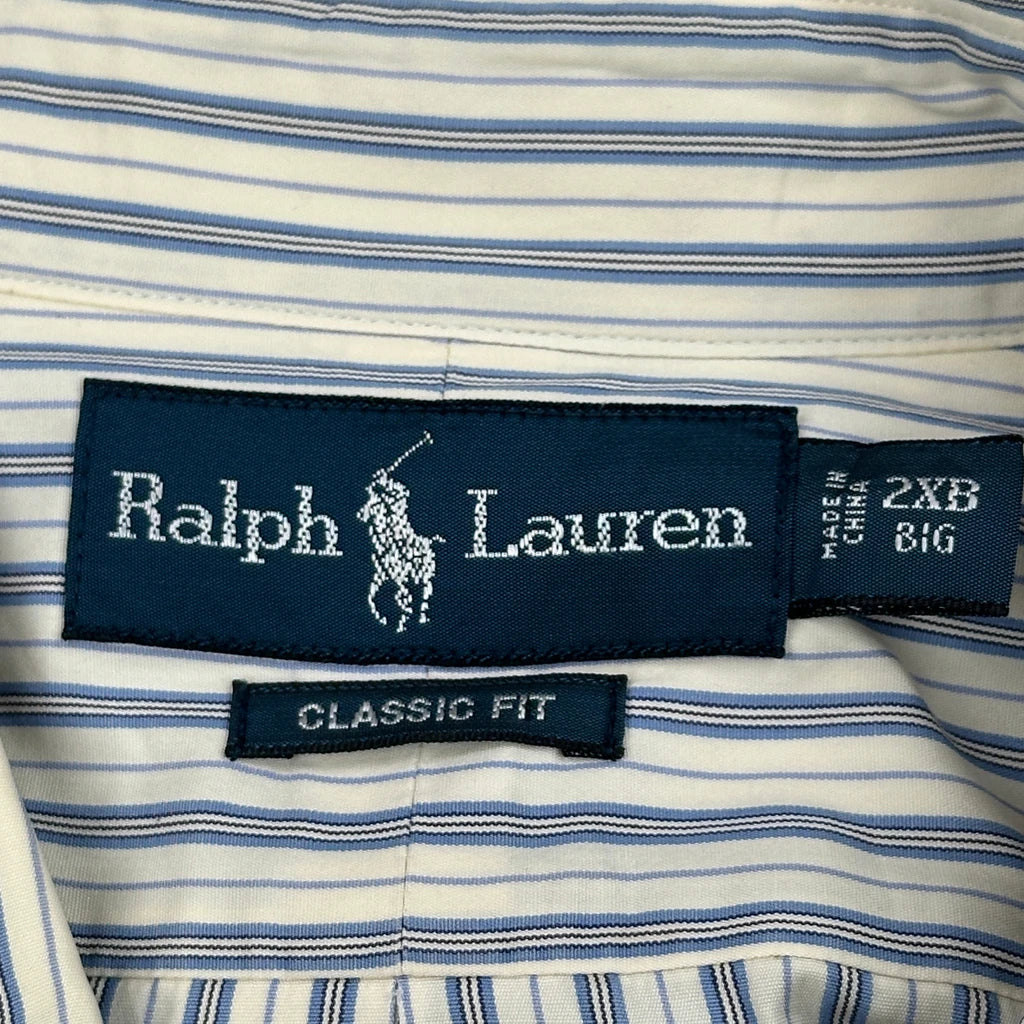 Ralph Lauren
MADE IN
CHINA
2XB
BIG
CLASSIC FIT